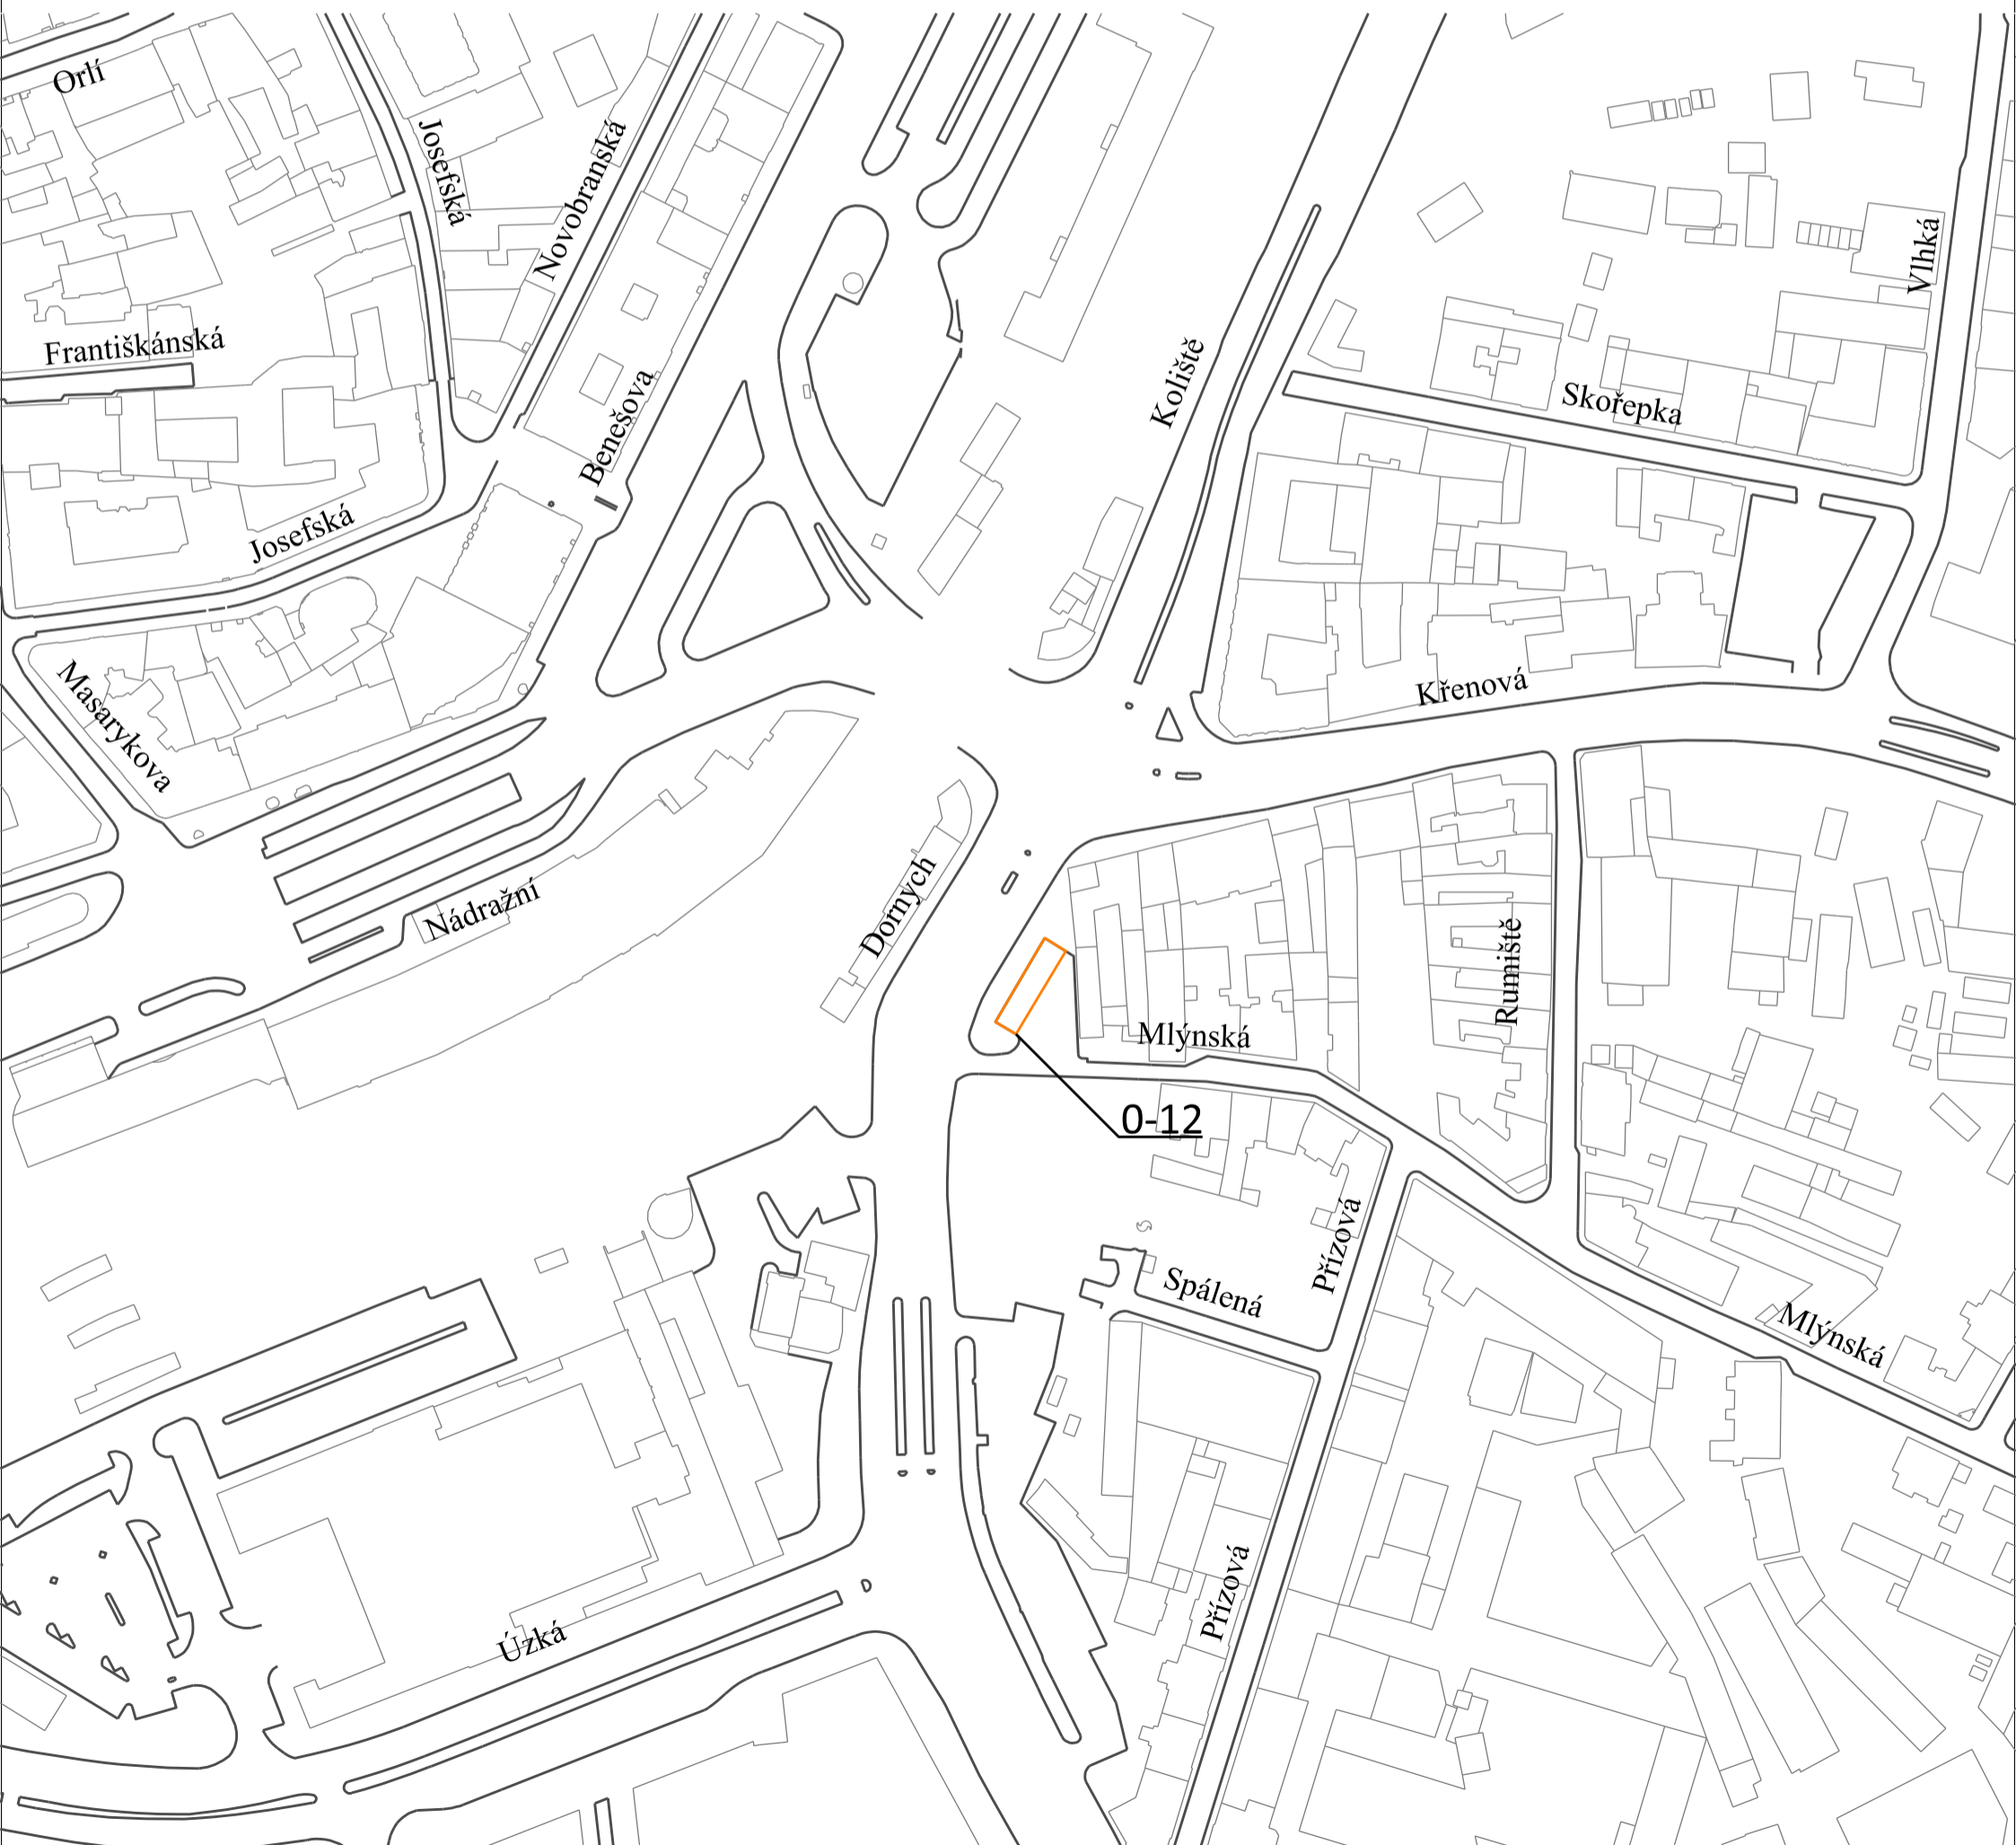 Orlí
Josefská
Novobranská
Vlhká
Františkánská
Koliště
Benešova
Skořepka
Josefská
Masarykova
Křenová
Nádražní
Dornych
Rumiště
Mlýnská
0-12
Přízová
Spálená
Mlýnská
Přízová
Úzká